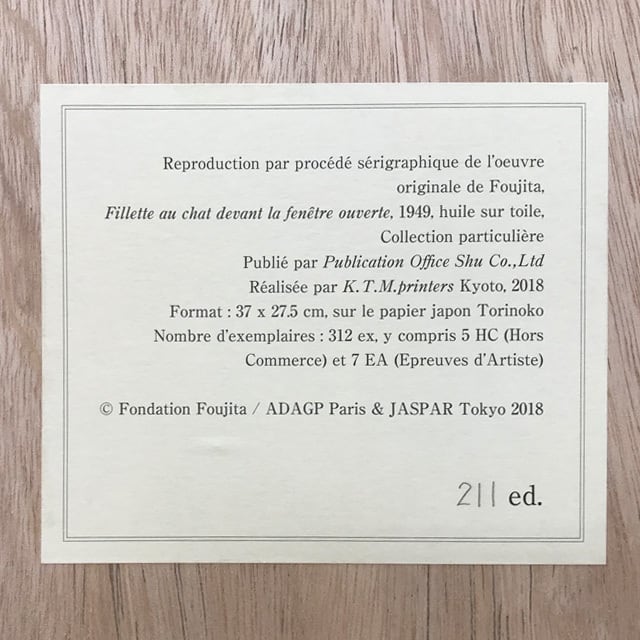 Reproduction par procédé sérigraphique de l'oeuvre
originale de Foujita,
Fillette au chat devant la fenêtre ouverte, 1949, huile sur toile,
Collection particulière
Publié par Publication Office Shu Co.,Ltd
Réalisée par K.T.M.printers Kyoto, 2018
Format : 37 x 27.5 cm, sur le papier japon Torinoko
Nombre d'exemplaires : 312 ex, y compris 5 HC (Hors
Commerce) et 7 EA (Epreuves d'Artiste)
© Fondation Foujita / ADAGP Paris & JASPAR Tokyo 2018
211 ed.